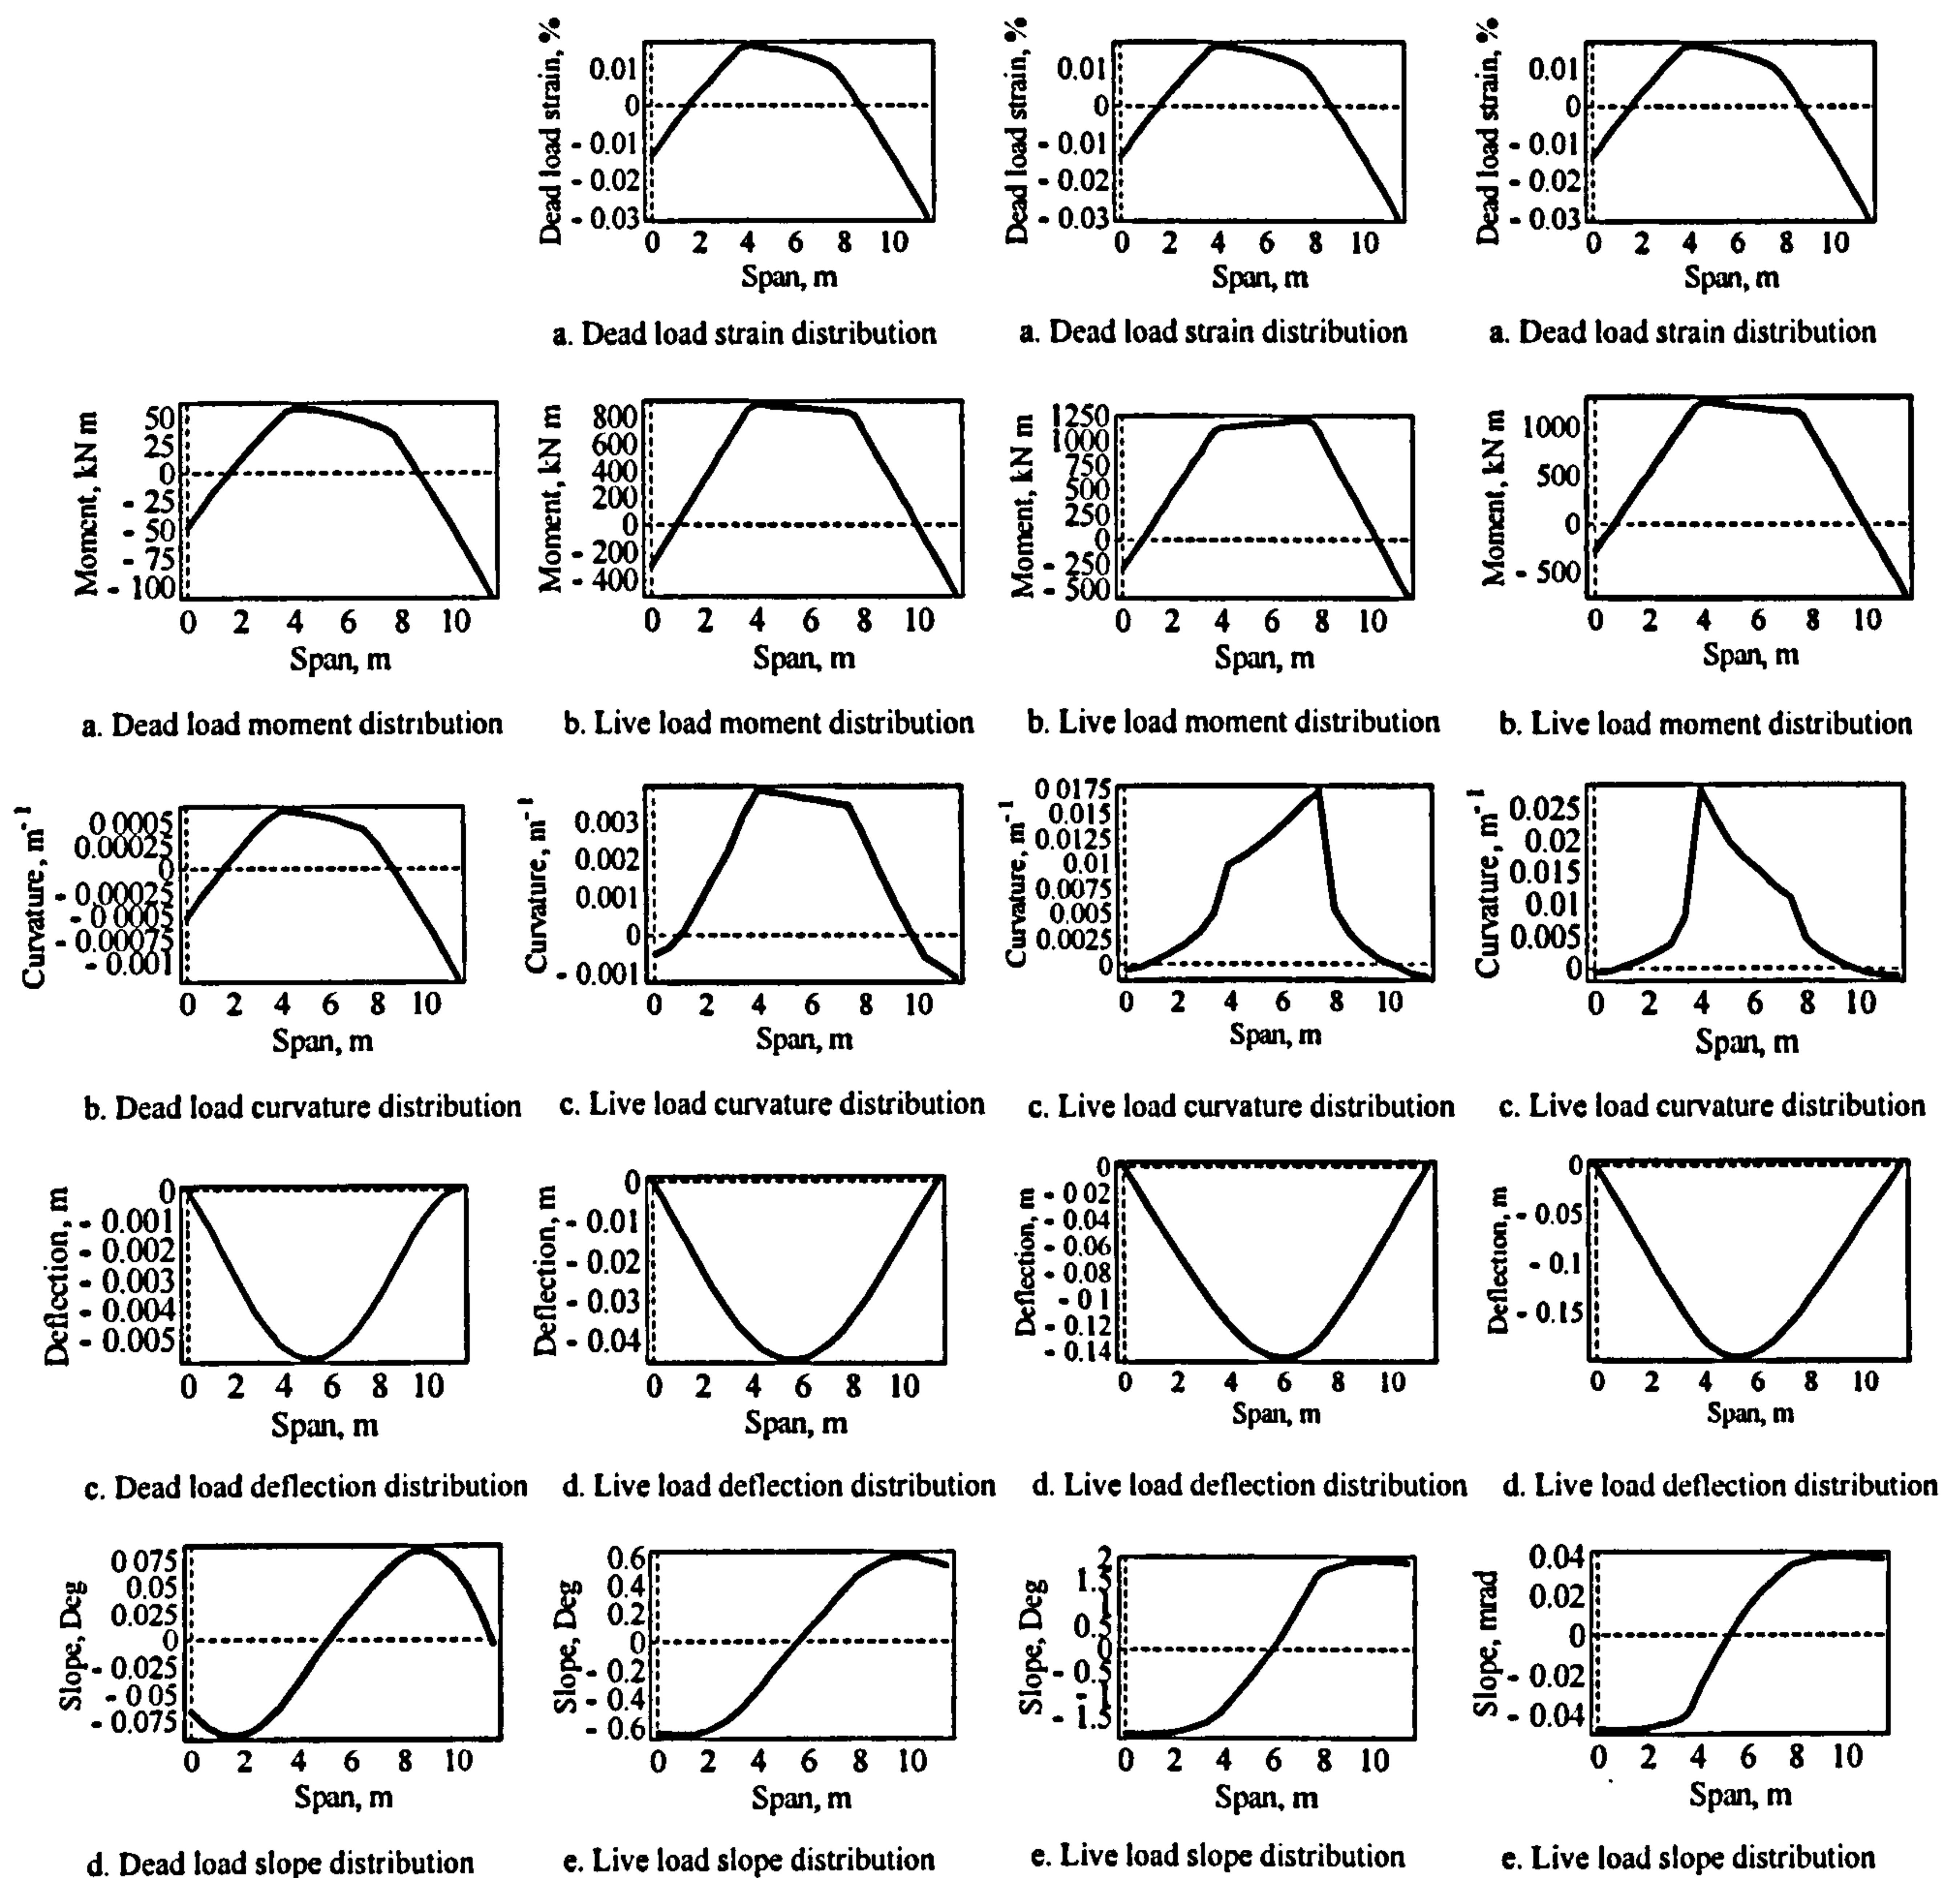 Dead load strain, %
0.01
0
- 0.01
- 0.02
- 0.03
0 2 4 6 8 10
Span, m
a. Dead load strain distribution
Dead load strain, %
0.01
0
- 0.01
- 0.02
- 0.03
0 2 4 6 8 10
Span, m
a. Dead load strain distribution
Dead load strain, %
0.01
0
- 0.01
- 0.02
- 0.03
0 2 4 6 8 10
Span, m
a. Dead load strain distribution
Moment, kN m
50
25
0
- 25
- 50
- 75
- 100
0 2 4 6 8 10
Span, m
a. Dead load moment distribution
Moment, kN m
800
600
400
200
0
- 200
- 400
0 2 4 6 8 10
Span, m
b. Live load moment distribution
Moment, kN m
1250
1000
750
500
250
0
- 250
- 500
0 2 4 6 8 10
Span, m
b. Live load moment distribution
Moment, kN m
1000
500
0
- 500
0 2 4 6 8 10
Span, m
b. Live load moment distribution
Curvature, m-1
0 0005
0.00025
0
- 0.00025
- 0 0005
- 0.00075
- 0.001
0 2 4 6 8 10
Span, m
b. Dead load curvature distribution
Curvature, m-1
0.003
0.002
0.001
0
- 0.001
0 2 4 6 8 10
Span, m
c. Live load curvature distribution
Curvature, m-1
0 0175
0.015
0.0125
0.01
0.0075
0.005
0.0025
0
0 2 4 6 8 10
Span, m
c. Live load curvature distribution
Curvature, m-1
0.025
0.02
0.015
0.01
0.005
0
0 2 4 6 8 10
Span, m
c. Live load curvature distribution
Deflection, m
0
- 0.001
- 0.002
- 0.003
- 0.004
- 0.005
0 2 4 6 8 10
Span, m
c. Dead load deflection distribution
Deflection, m
0
- 0.01
- 0.02
- 0.03
- 0.04
0 2 4 6 8 10
Span, m
d. Live load deflection distribution
Deflection, m
0
- 0.02
- 0.04
- 0.06
- 0.08
- 0 1
- 0.12
- 0.14
0 2 4 6 8 10
Span, m
d. Live load deflection distribution
Deflection, m
0
- 0.05
- 0.1
- 0.15
0 2 4 6 8 10
Span, m
d. Live load deflection distribution
Slope, Deg
0 075
0.05
0.025
0
- 0.025
- 0 05
- 0.075
0 2 4 6 8 10
Span, m
d. Dead load slope distribution
Slope, Deg
0.6
0.4
0.2
0
- 0.2
- 0.4
- 0.6
0 2 4 6 8 10
Span, m
e. Live load slope distribution
Slope, Deg
2
1.5
1
0.5
0
- 0.5
- 1
- 1.5
0 2 4 6 8 10
Span, m
e. Live load slope distribution
Slope, mrad
0.04
0.02
0
- 0.02
- 0.04
0 2 4 6 8 10
Span, m
e. Live load slope distribution